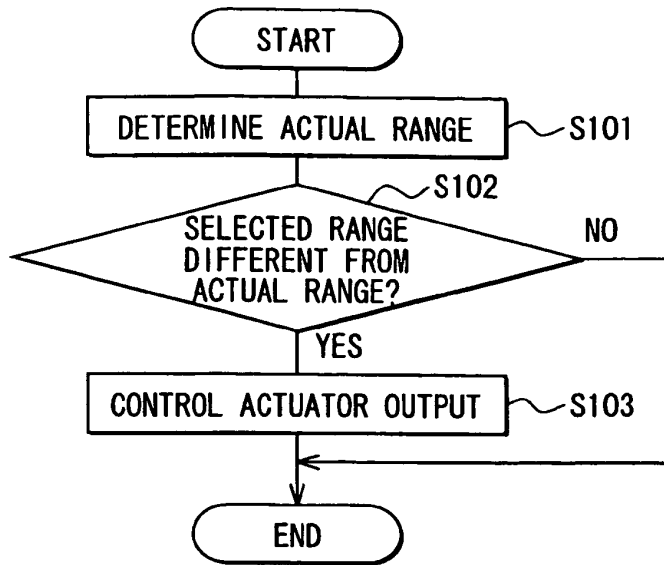 START
DETERMINE ACTUAL RANGE
S101
S102
SELECTED RANGE
DIFFERENT FROM
ACTUAL RANGE?
NO
YES
CONTROL ACTUATOR OUTPUT
S103
END